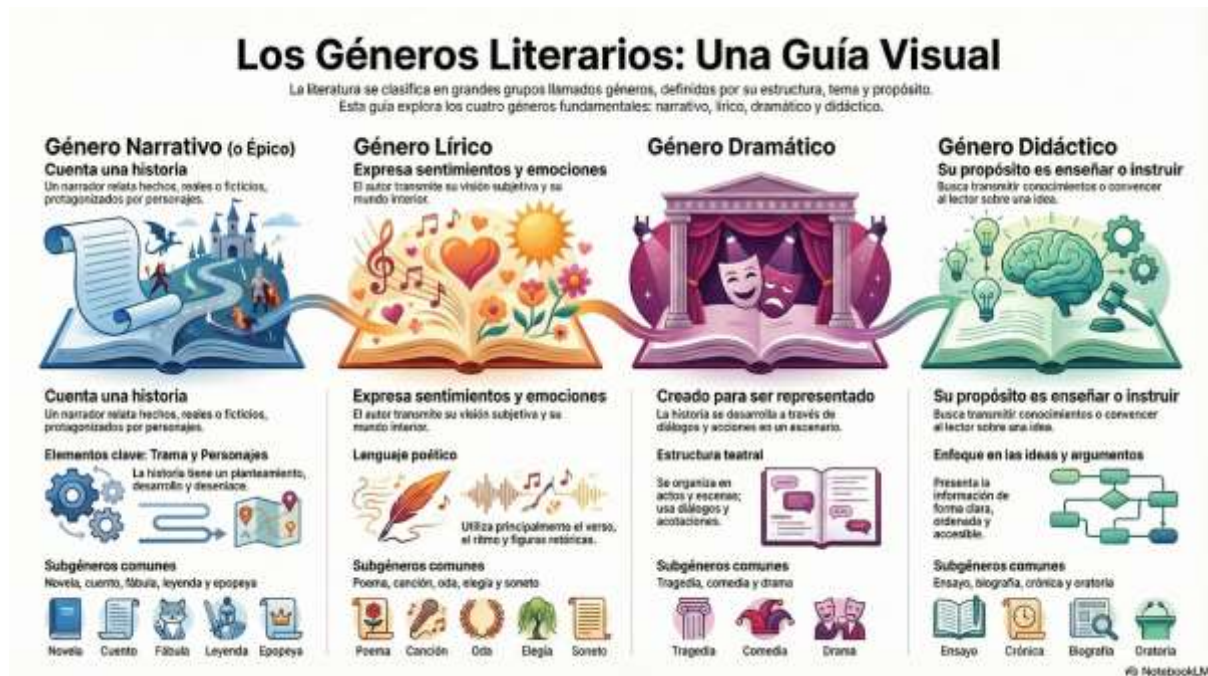 Los Géneros Literarios: Una Guía Visual
La literatura se clasifica en grandes grupos llamados géneros, definidos por su estructura, tema y propósito.
Esta guía explora los cuatro géneros fundamentales: narrativo, lírico, dramático y didáctico.
Género Narrativo (o Épico)
Cuenta una historia
Un narrador relata hechos, reales o ficticios,
protagonizados por personajes.
Género Lírico
Expresa sentimientos y emociones
El autor transmite su visión subjetiva y su
mundo interior.
Género Dramático
Género Didáctico
Su propósito es enseñar o instruir
Busca transmitir conocimientos o convencer
al lector sobre una idea.
Cuenta una historia
Un narrador relata hechos, reales o ficticios,
protagonizados por personajes.
Elementos clave: Trama y Personajes
La historia tiene un planteamiento,
desarrollo y desenlace.
Subgéneros comunes
Novela, cuento, fábula, leyenda y epopeya
Novela
Cuento
Fábula
Leyenda
Epopeya
Expresa sentimientos y emociones
El autor transmite su visión subjetiva y su
mundo interior.
Lenguaje poético
Utiliza principalmente el verso,
el ritmo y figuras retóricas.
Subgéneros comunes
Poema, canción, oda, elegía y soneto
Poema
Canción
Oda
Elegía
Soneto
Creado para ser representado
La historia se desarrolla a través de
diálogos y acciones en un escenario.
Estructura teatral
Se organiza en
actos y escenas;
usa diálogos y
acotaciones.
Subgéneros comunes
Tragedia, comedia y drama
Tragedia
Comedia
Drama
Su propósito es enseñar o instruir
Busca transmitir conocimientos o convencer
al lector sobre una idea.
Enfoque en las ideas y argumentos
Presenta la
información de
forma clara,
ordenada y
accesible.
Subgéneros comunes
Ensayo, biografía, crónica y oratoria
Ensayo
Crónica
Biografía
Oratoria
NotebookLM